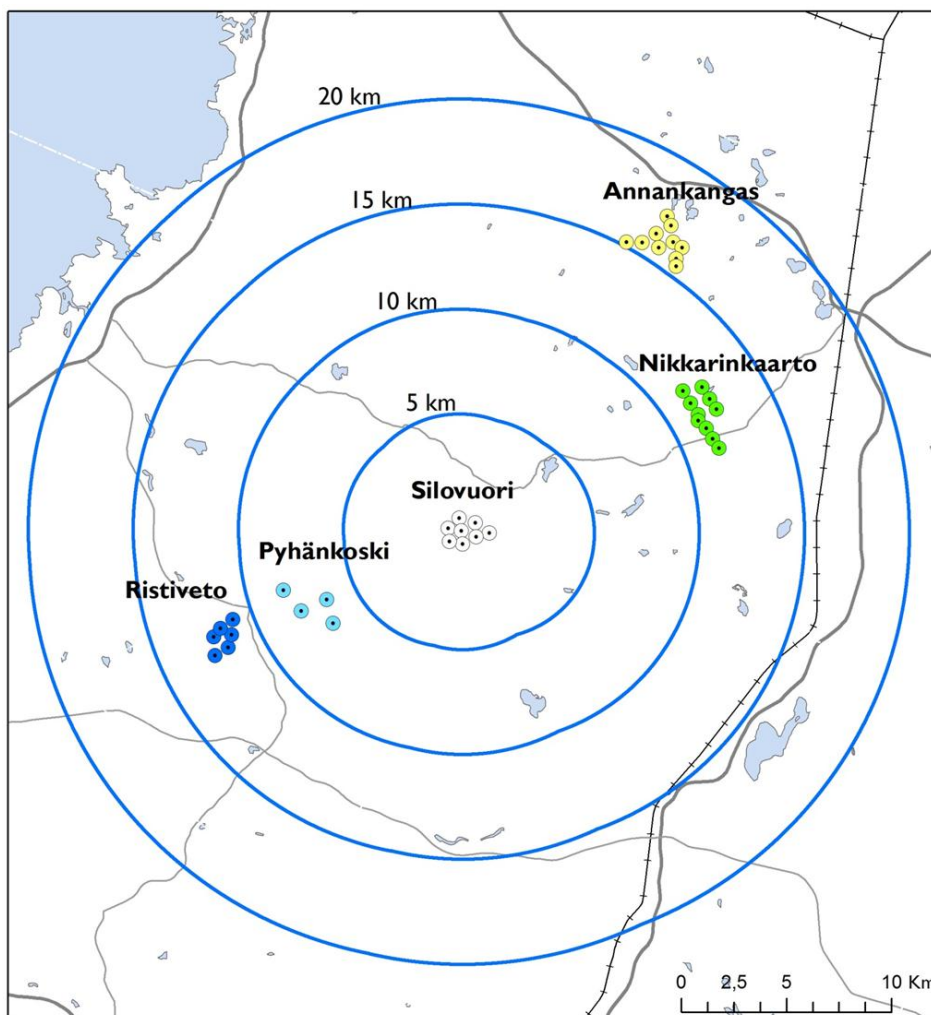 20 km
Annankangas
15 km
10 km
Nikkarinkaarto
5 km
Silovuori
Pyhänkoski
Ristiveto
0 2,5 5 10 Km